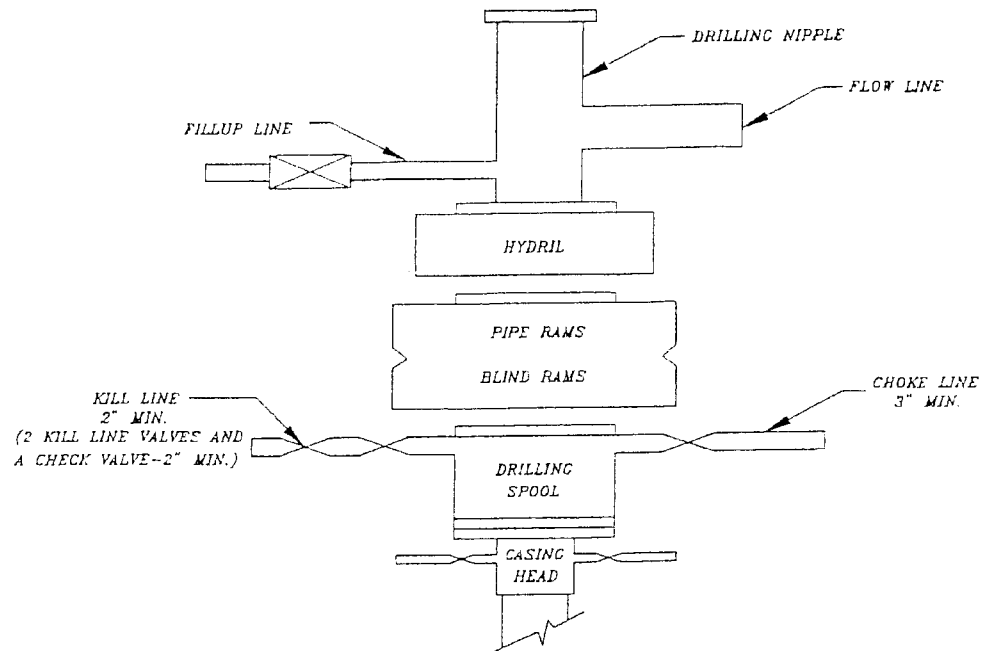 DRILLING NIPPLE
FLOW LINE
FILLUP LINE
HYDRIL
PIPE RAMS
BLIND RAMS
KILL LINE
2" MIN.
(2 KILL LINE VALVES AND
A CHECK VALVE-2" MIN.)
CHOKE LINE
3" MIN.
DRILLING
SPOOL
CASING
HEAD